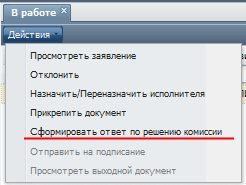 В работе
Действия
Просмотреть заявление
Отклонить
Назначить/Переназначить исполнителя
Прикрепить документ
Сформировать ответ по решению комиссии
Отправить на подписание
Просмотреть выходной документ